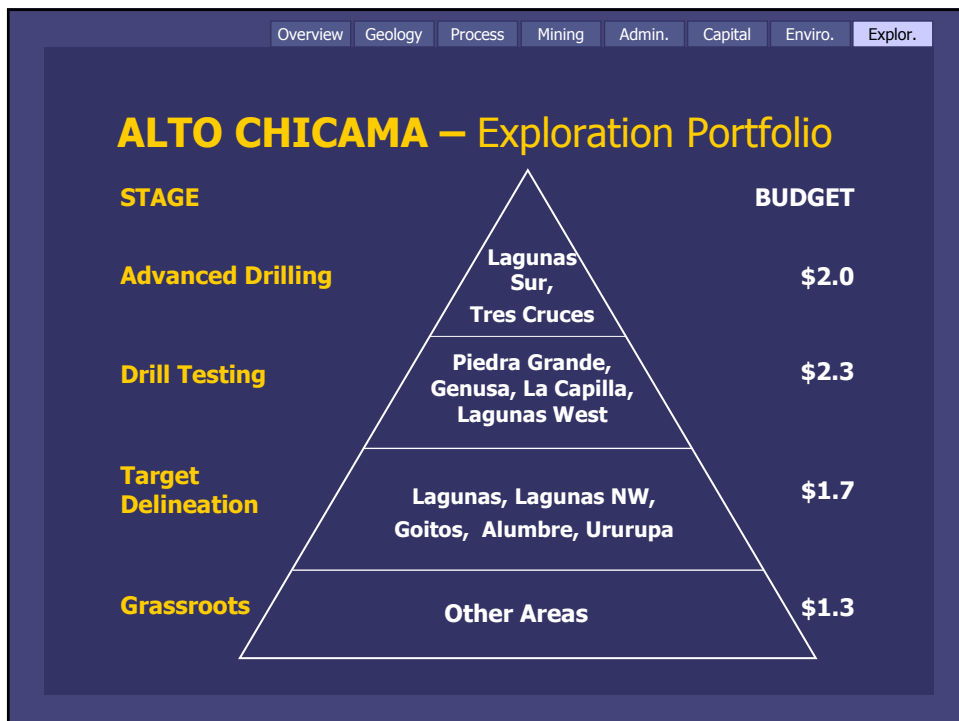 Overview Geology Process Mining Admin. Capital Enviro. Explor.
ALTO CHICAMA – Exploration Portfolio
STAGE
BUDGET
Advanced Drilling
Lagunas
Sur,
Tres Cruces
$2.0
Drill Testing
Piedra Grande,
Genusa, La Capilla,
Lagunas West
$2.3
Target
Delineation
Lagunas, Lagunas NW,
Goitos, Alumbre, Ururupa
$1.7
Grassroots
Other Areas
$1.3